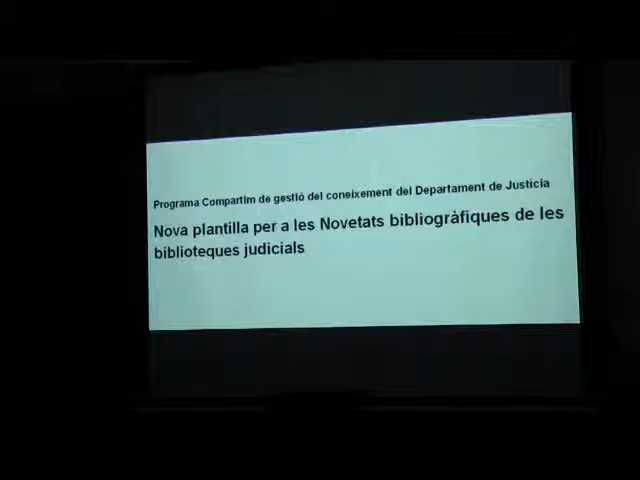 Programa Compartim de gestió del coneixement del Departament de Justícia
Nova plantilla per a les Novetats bibliogràfiques de les
biblioteques judicials